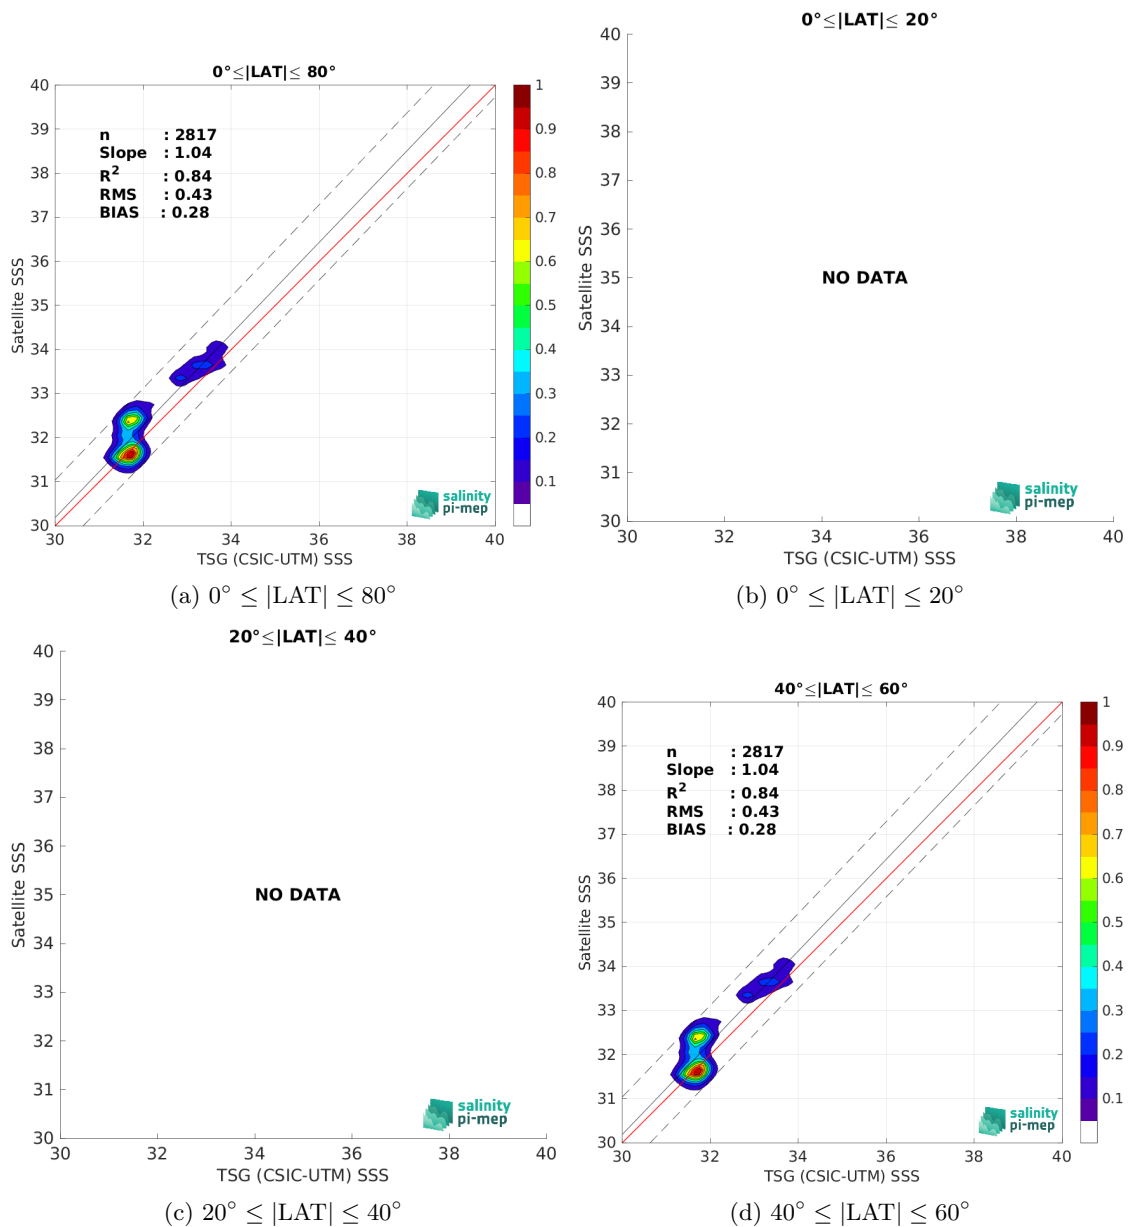 0°≤|LAT|≤ 80°
40
39
38
37
36
35
34
33
32
31
30
Satellite SSS
n : 2817
Slope : 1.04
R² : 0.84
RMS : 0.43
BIAS : 0.28
salinity
pi-mep
30 32 34 36 38 40
TSG (CSIC-UTM) SSS
1
0.9
0.8
0.7
0.6
0.5
0.4
0.3
0.2
0.1
(a) 0° ≤ |LAT| ≤ 80°
0°≤|LAT|≤ 20°
40
39
38
37
36
35
34
33
32
31
30
Satellite SSS
NO DATA
salinity
pi-mep
30 32 34 36 38 40
TSG (CSIC-UTM) SSS
(b) 0° ≤ |LAT| ≤ 20°
20°≤|LAT|≤ 40°
40
39
38
37
36
35
34
33
32
31
30
Satellite SSS
NO DATA
salinity
pi-mep
30 32 34 36 38 40
TSG (CSIC-UTM) SSS
(c) 20° ≤ |LAT| ≤ 40°
40°≤|LAT|≤ 60°
40
39
38
37
36
35
34
33
32
31
30
Satellite SSS
n : 2817
Slope : 1.04
R² : 0.84
RMS : 0.43
BIAS : 0.28
salinity
pi-mep
30 32 34 36 38 40
TSG (CSIC-UTM) SSS
1
0.9
0.8
0.7
0.6
0.5
0.4
0.3
0.2
0.1
(d) 40° ≤ |LAT| ≤ 60°